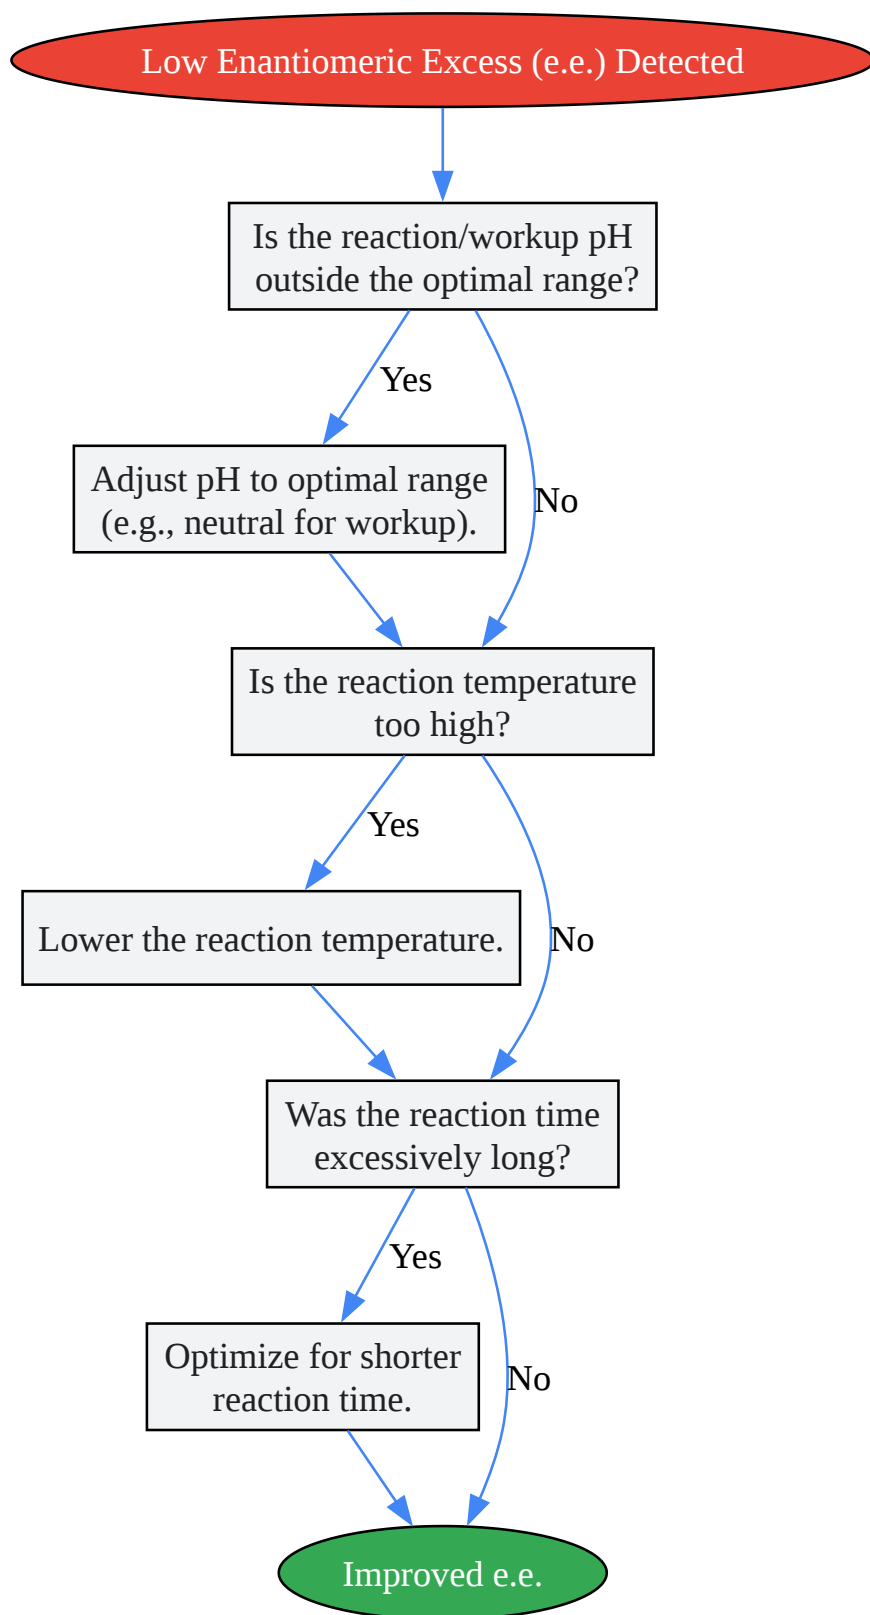 Low Enantiomeric Excess (e.e.) Detected
Is the reaction/workup pH
outside the optimal range?
Yes
Adjust pH to optimal range
(e.g., neutral for workup).
No
Is the reaction temperature
too high?
Yes
Lower the reaction temperature.
No
Was the reaction time
excessively long?
Yes
Optimize for shorter
reaction time.
No
Improved e.e.